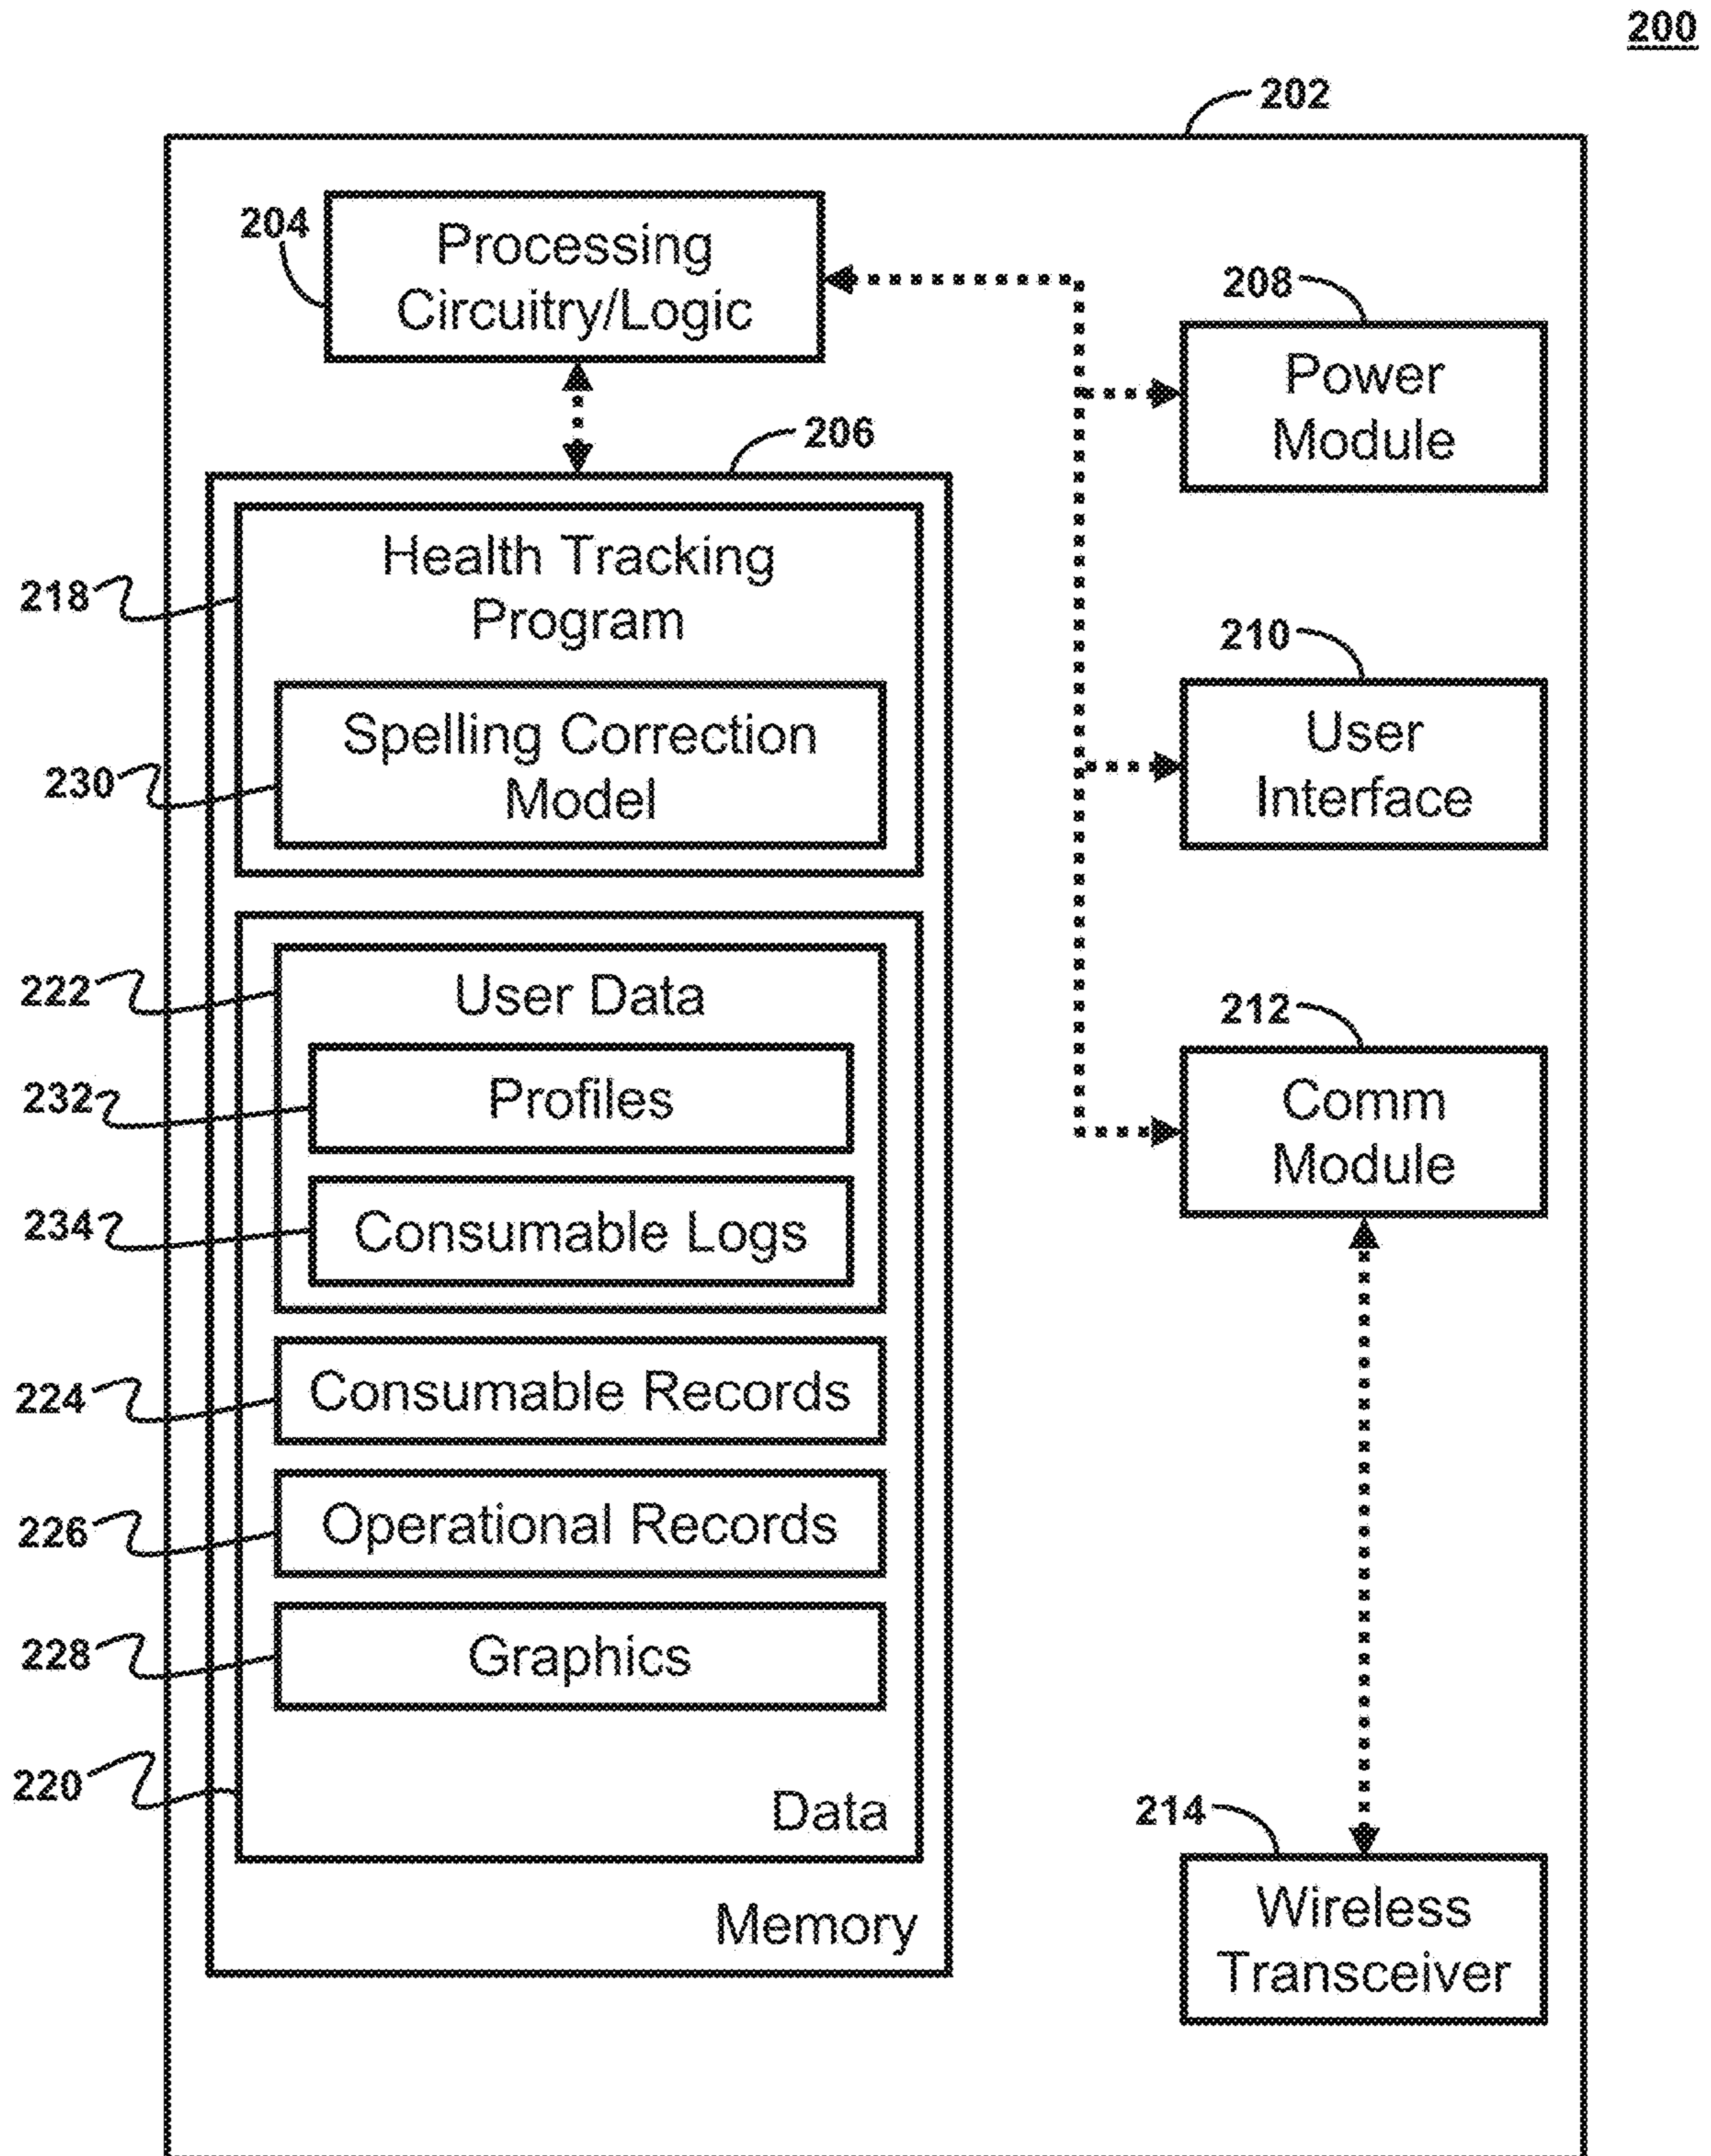 200
202
204
Processing
Circuitry/Logic
208
Power
Module
206
218
Health Tracking
Program
210
User
Interface
230
Spelling Correction
Model
222
User Data
212
Comm
Module
232
Profiles
234
Consumable Logs
224
Consumable Records
226
Operational Records
228
Graphics
220
Data
214
Wireless
Transceiver
Memory